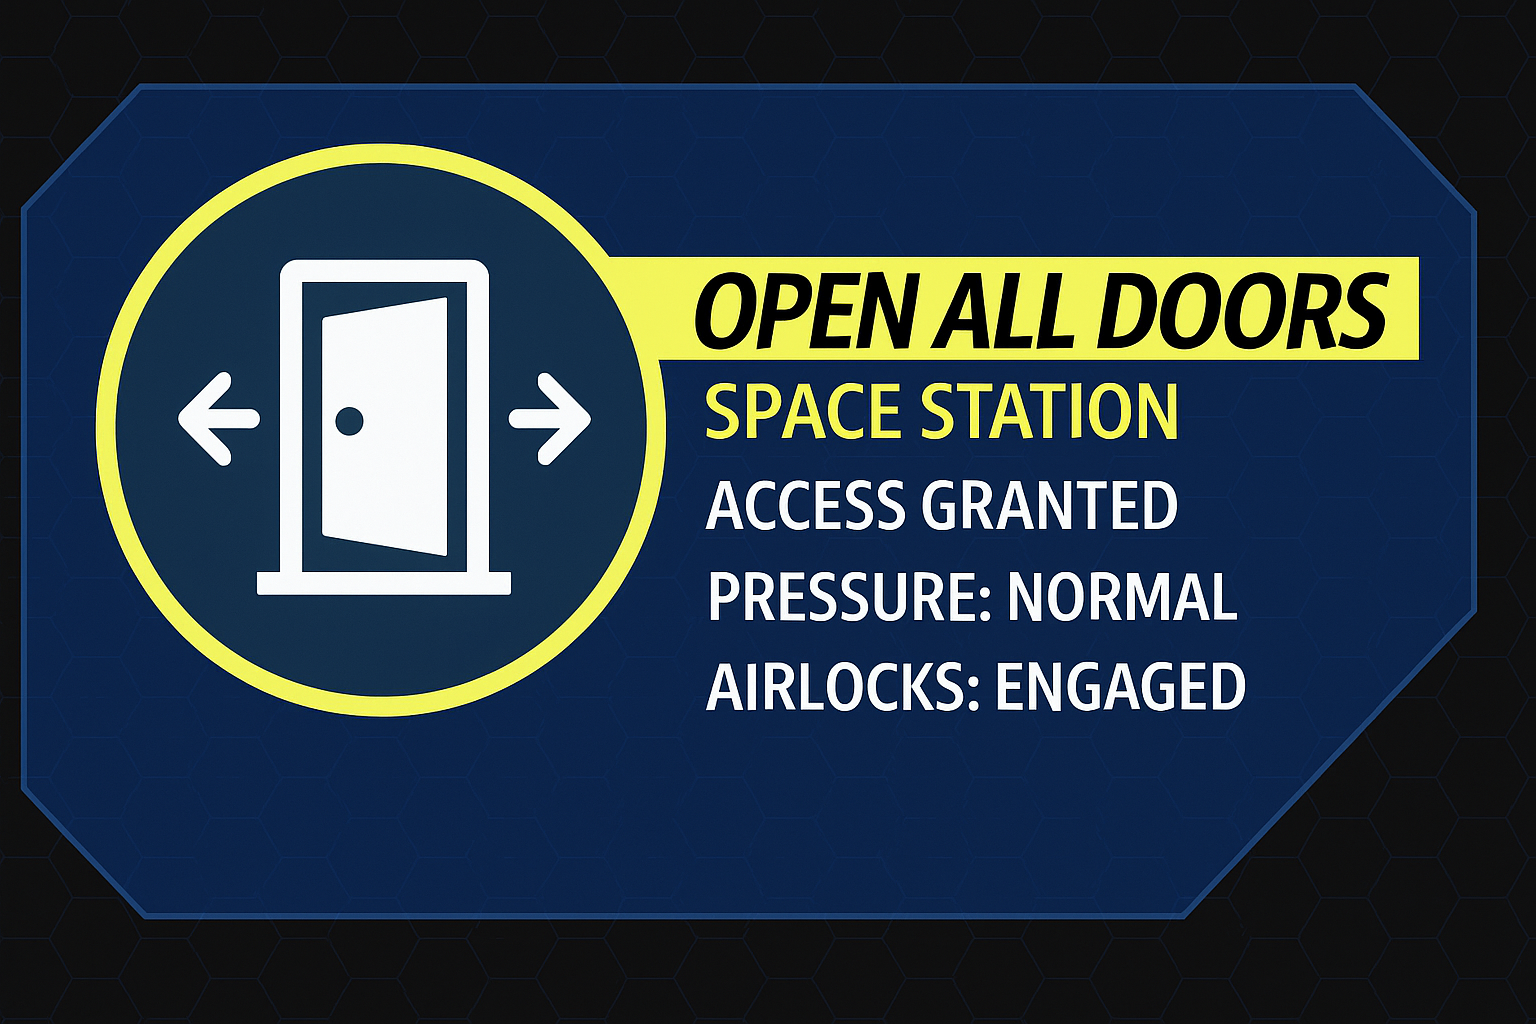 OPEN ALL DOORS
SPACE STATION
ACCESS GRANTED
PRESSURE: NORMAL
AIRLOCKS: ENGAGED